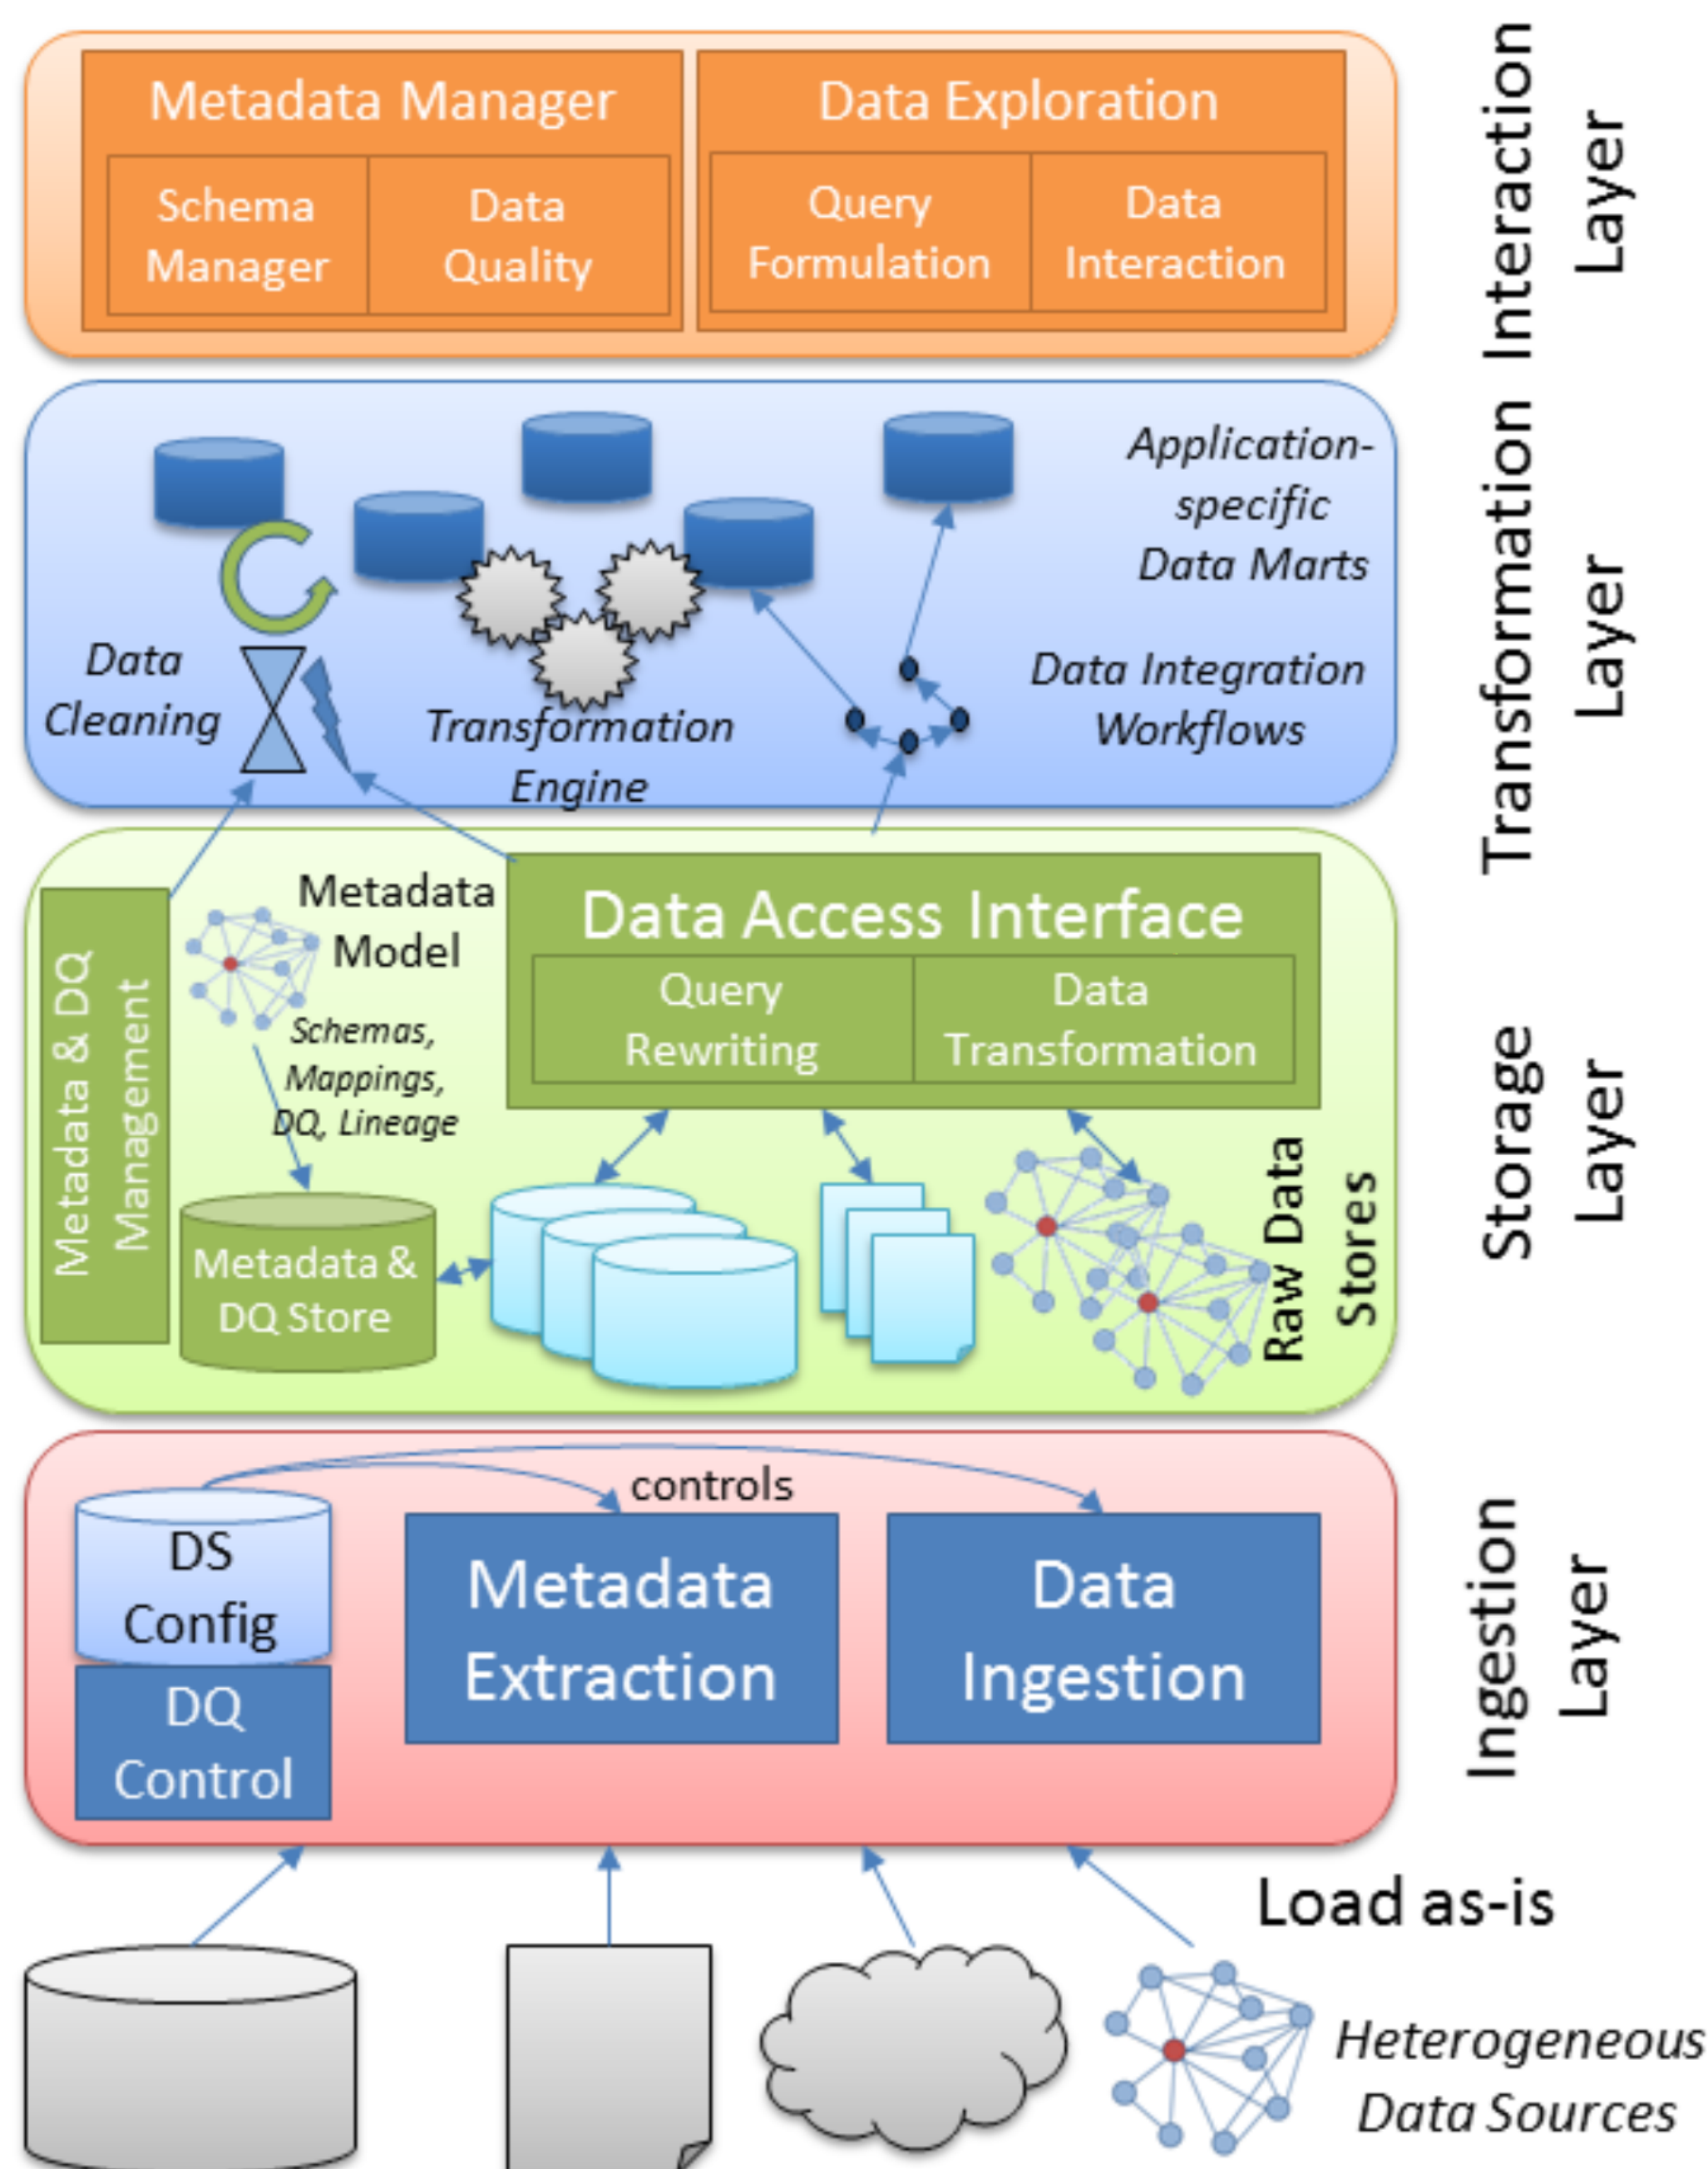 Metadata Manager
Schema
Manager
Data
Quality
Data Exploration
Query
Formulation
Data
Interaction
Interaction
Layer
Application-
specific
Data Marts
Data
Cleaning
Transformation
Engine
Data Integration
Workflows
Transformation
Layer
Metadata & DQ
Management
Metadata
Model
Schemas,
Mappings,
DQ, Lineage
Metadata &
DQ Store
Data Access Interface
Query
Rewriting
Data
Transformation
Raw Data
Stores
Storage
Layer
controls
DS
Config
DQ
Control
Metadata
Extraction
Data
Ingestion
Ingestion
Layer
Load as-is
Heterogeneous
Data Sources